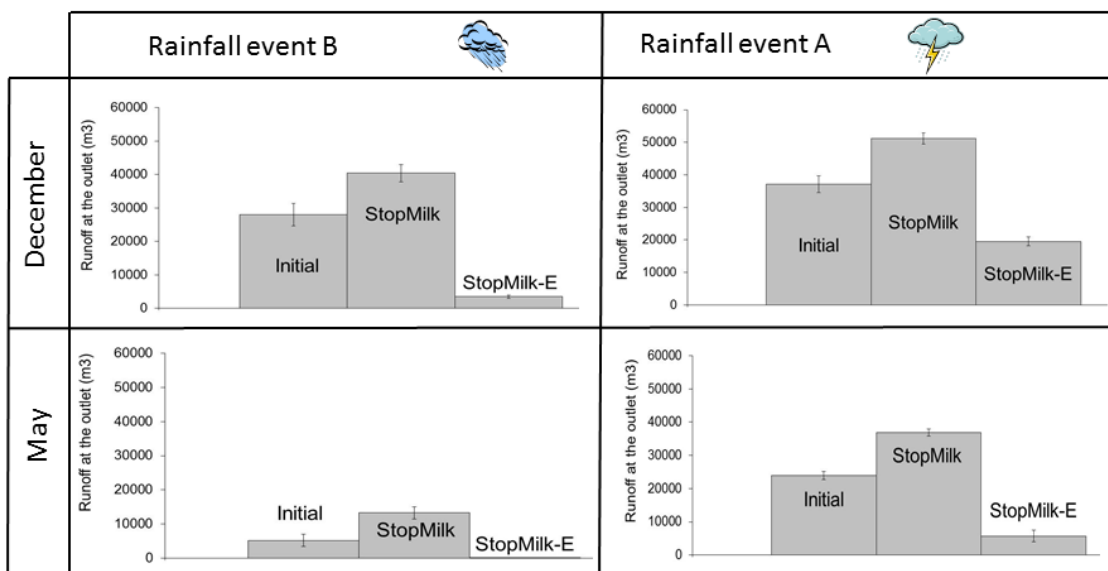 Rainfall event B
Rainfall event A
December
Runoff at the outlet (m3)
60000
50000
40000
30000
20000
10000
0
Initial
StopMilk
StopMilk-E
Runoff at the outlet (m3)
60000
50000
40000
30000
20000
10000
0
Initial
StopMilk
StopMilk-E
May
Runoff at the outlet (m3)
60000
50000
40000
30000
20000
10000
0
Initial
StopMilk
StopMilk-E
Runoff at the outlet (m3)
60000
50000
40000
30000
20000
10000
0
Initial
StopMilk
StopMilk-E